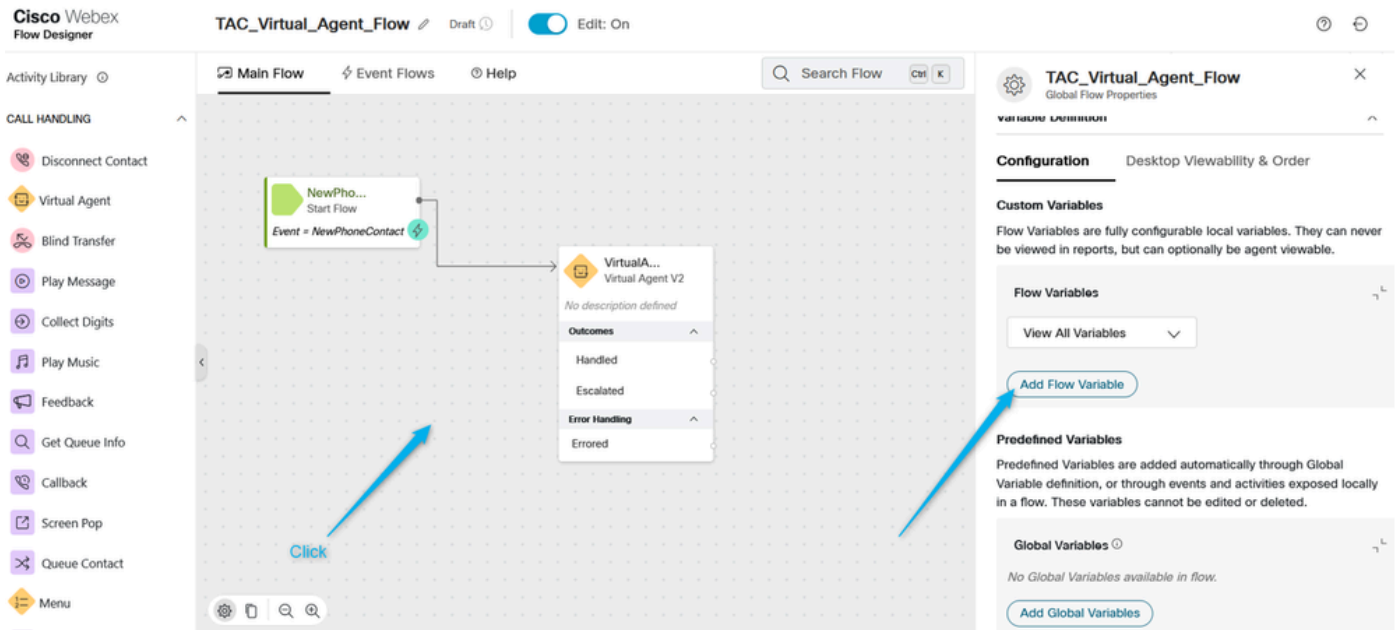 Cisco Webex
Flow Designer
TAC_Virtual_Agent_Flow
Draft
Edit: On
Activity Library
CALL HANDLING
Disconnect Contact
Virtual Agent
Blind Transfer
Play Message
Collect Digits
Play Music
Feedback
Get Queue Info
Callback
Screen Pop
Queue Contact
Menu
Main Flow
Event Flows
Help
Search Flow
Ctrl K
NewPho...
Start Flow
Event = NewPhoneContact
VirtualA...
Virtual Agent V2
No description defined
Outcomes
Handled
Escalated
Error Handling
Errored
Click
TAC_Virtual_Agent_Flow
Global Flow Properties
Variable Definition
Configuration
Desktop Viewability & Order
Custom Variables
Flow Variables are fully configurable local variables. They can never
be viewed in reports, but can optionally be agent viewable.
Flow Variables
View All Variables
Add Flow Variable
Predefined Variables
Predefined Variables are added automatically through Global
Variable definition, or through events and activities exposed locally
in a flow. These variables cannot be edited or deleted.
Global Variables
No Global Variables available in flow.
Add Global Variables